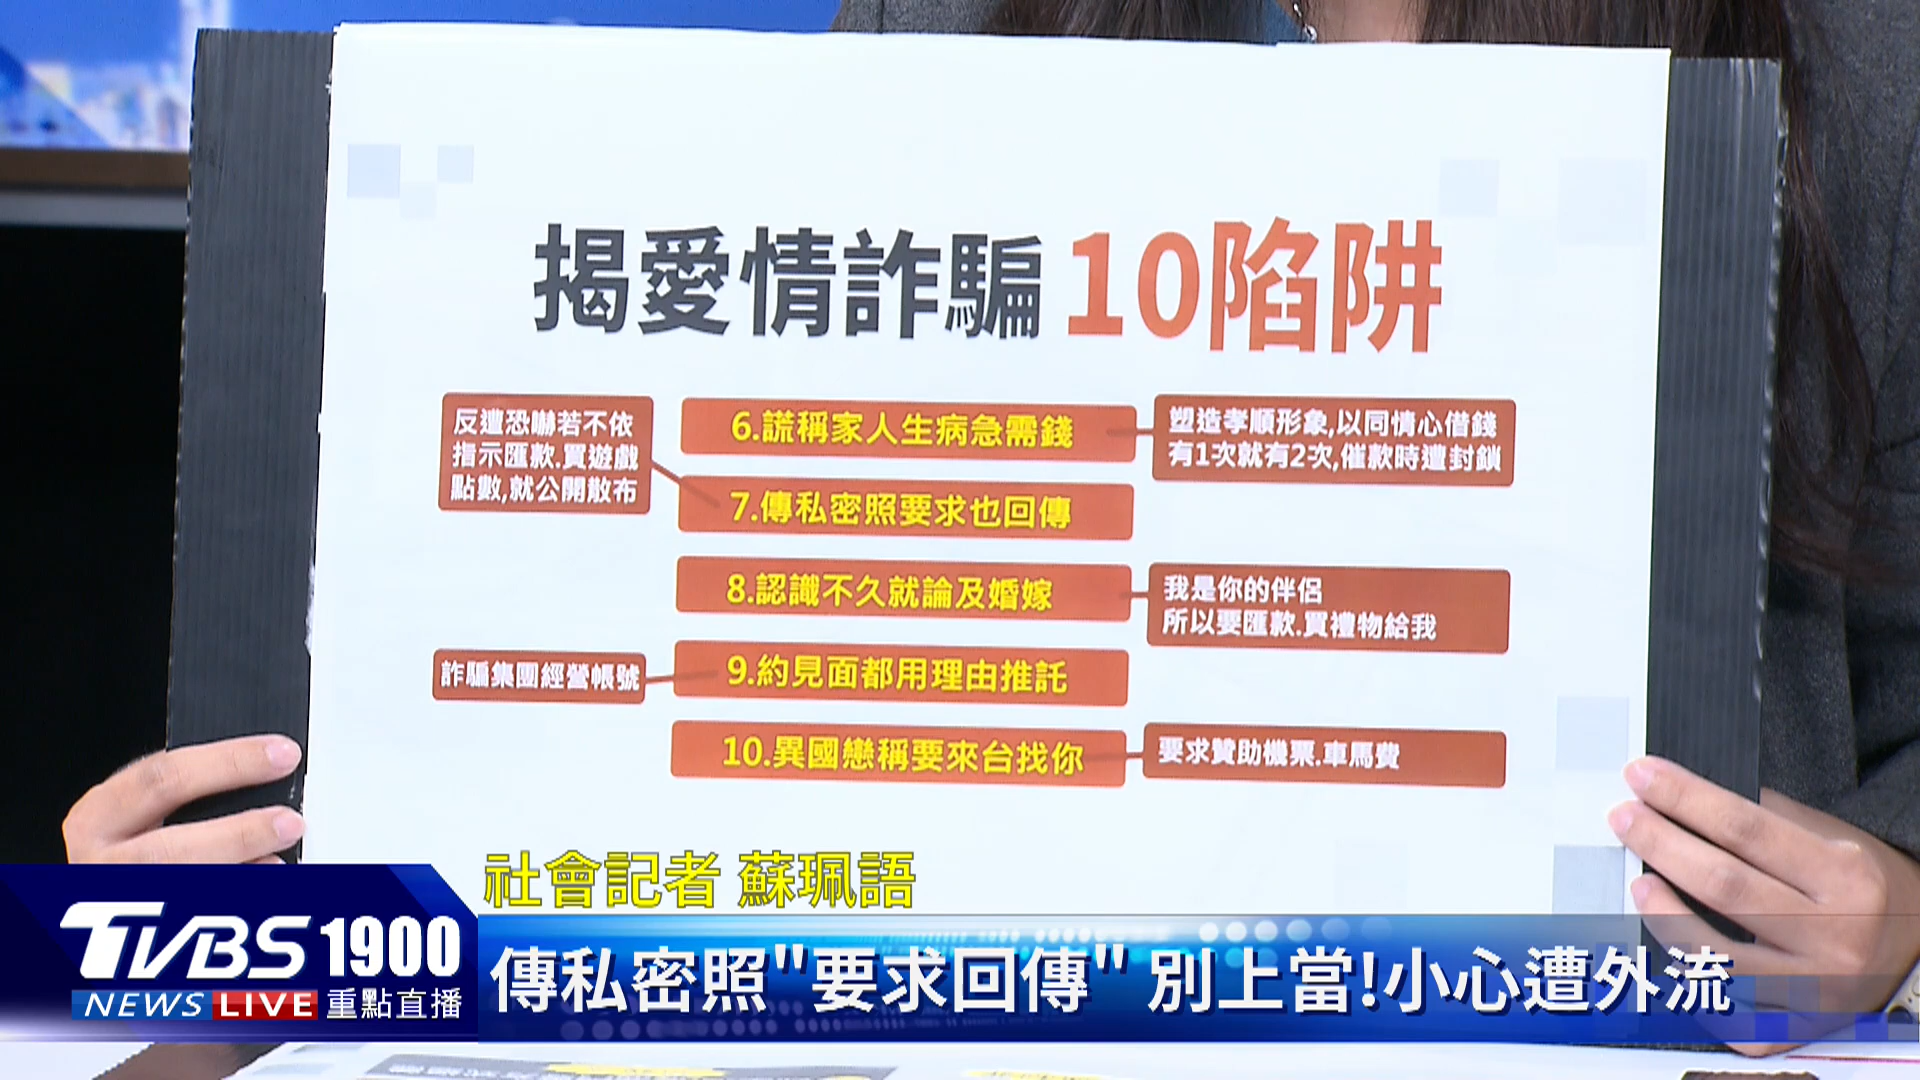 揭愛情詐騙10陷阱
反遭恐嚇若不依
指示匯款.買遊戲
點數,就公開散布
6.謊稱家人生病急需錢
塑造孝順形象,以同情心借錢
有1次就有2次,催款時遭封鎖
7.傳私密照要求也回傳
8.認識不久就論及婚嫁
我是你的伴侶
所以要匯款.買禮物給我
詐騙集團經營帳號
9.約見面都用理由推託
10.異國戀稱要來台找你
要求贊助機票.車馬費
社會記者 蘇珮語
TVBS 1900
NEWS LIVE 重點直播
傳私密照"要求回傳" 別上當!小心遭外流